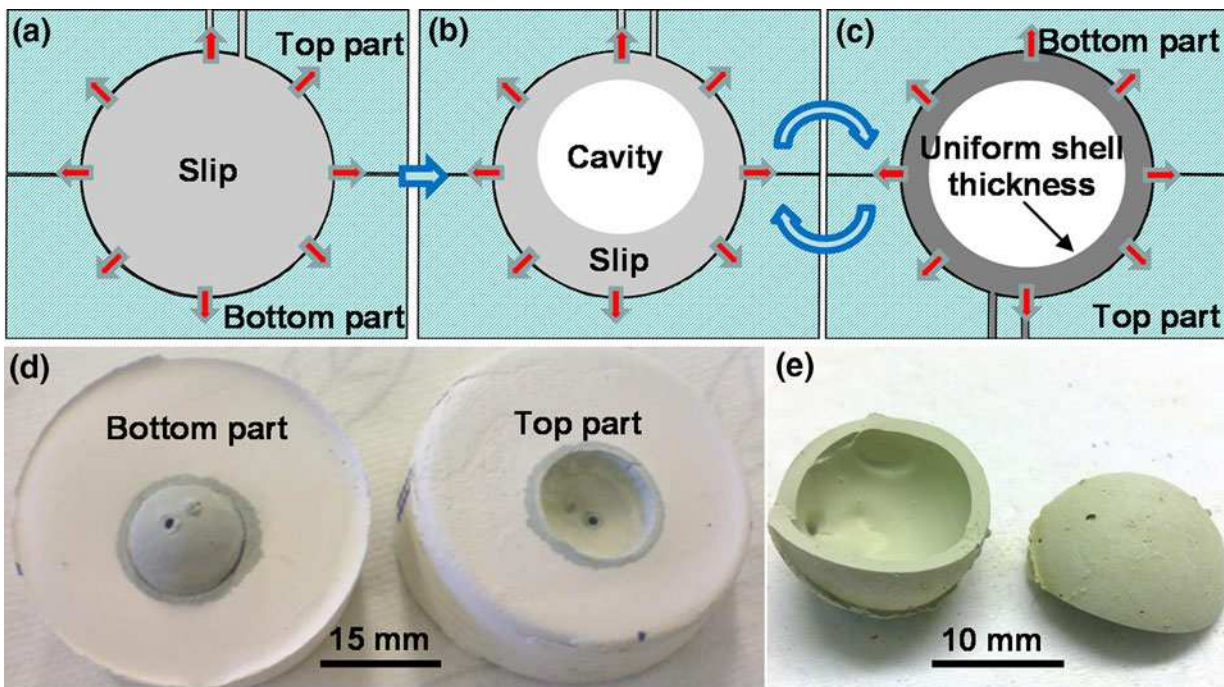 (a)
Top part
Slip
Bottom part
(b)
Cavity
Slip
(c)
Bottom part
Uniform shell
thickness
Top part
(d)
Bottom part
Top part
15 mm
(e)
10 mm